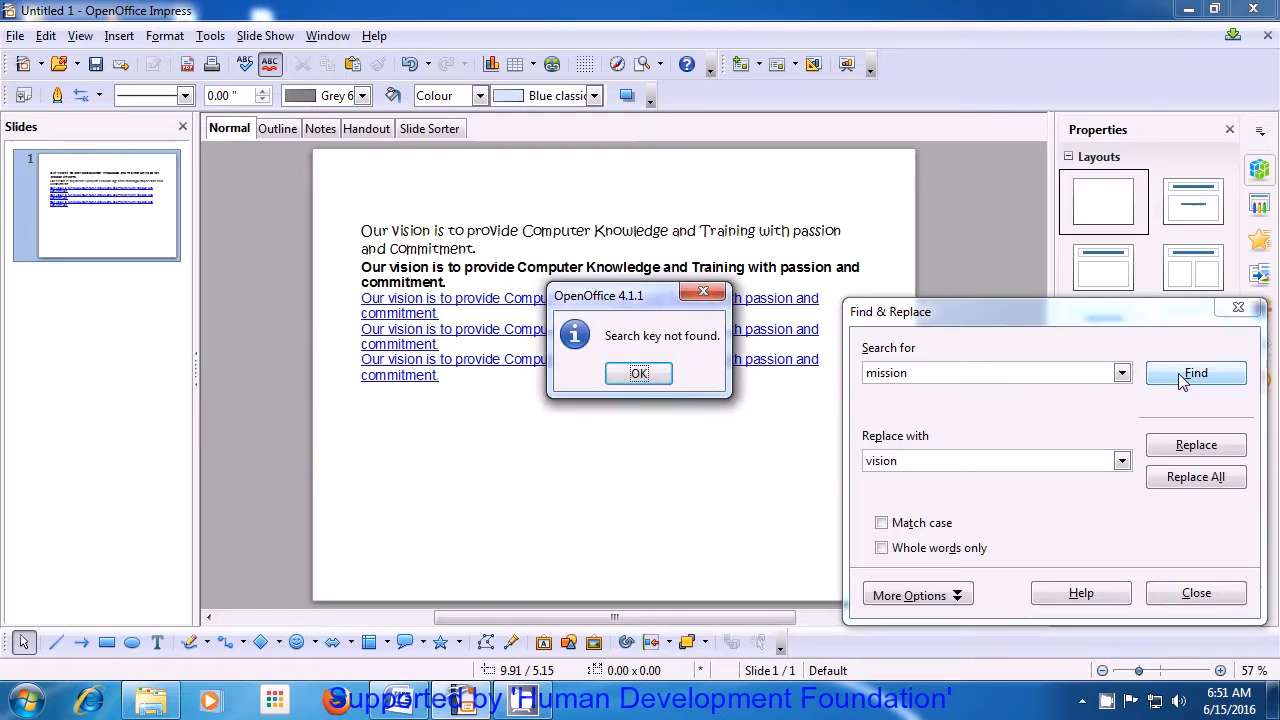 Untitled 1 - OpenOffice Impress
File Edit View Insert Format Tools Slide Show Window Help
0.00 " Grey 6 Colour Blue classic
Slides
Normal Outline Notes Handout Slide Sorter
Properties
Layouts
1
Our Vision is to provide Computer Knowledge and Training with passion
and Commitment.
Our vision is to provide Computer Knowledge and Training with passion and
commitment.
Our vision is to provide Compu h passion and
commitment.
Our vision is to provide Compu h passion and
commitment.
Our vision is to provide Compu h passion and
commitment.
OpenOffice 4.1.1
Search key not found.
OK
Find & Replace
Search for
mission
Find
Replace with
vision
Replace
Replace All
Match case
Whole words only
More Options
Help
Close
9.91 / 5.15 0.00 x 0.00 * Slide 1 / 1 Default 57 %
Supported by 'Human Development Foundation'
6:51 AM
6/15/2016